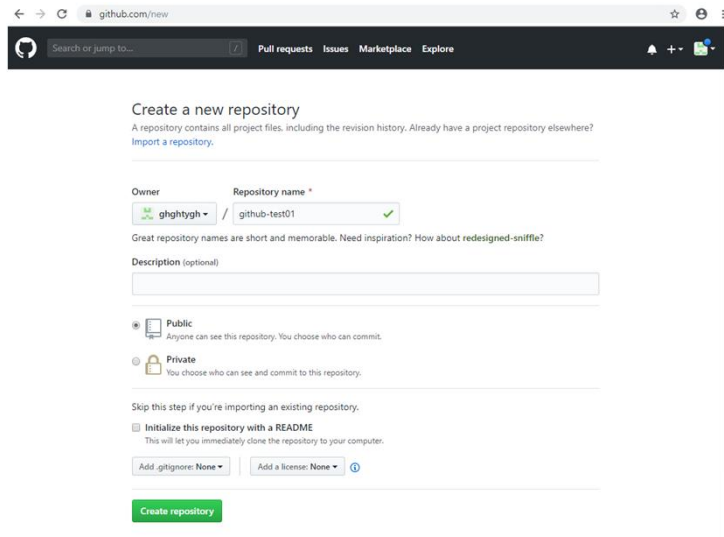 github.com/new
Search or jump to... /
Pull requests Issues Marketplace Explore
Create a new repository
A repository contains all project files, including the revision history. Already have a project repository elsewhere?
Import a repository.
Owner Repository name *
ghghtygh / github-test01
Great repository names are short and memorable. Need inspiration? How about redesigned-sniffle?
Description (optional)
Public
Anyone can see this repository. You choose who can commit.
Private
You choose who can see and commit to this repository.
Skip this step if you're importing an existing repository.
Initialize this repository with a README
This will let you immediately clone the repository to your computer.
Add .gitignore: None Add a license: None
Create repository